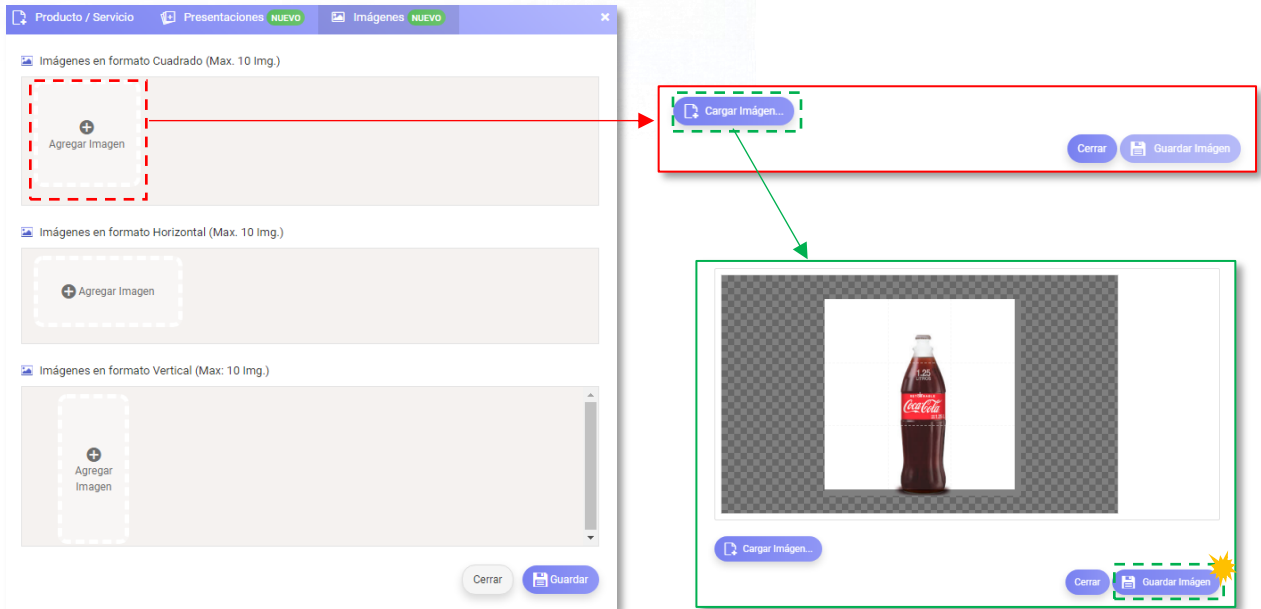 Producto / Servicio
Presentaciones NUEVO
Imágenes NUEVO
×
Imágenes en formato Cuadrado (Max. 10 Img.)
Agregar Imagen
Imágenes en formato Horizontal (Max. 10 Img.)
Agregar Imagen
Imágenes en formato Vertical (Max: 10 Img.)
Agregar
Imagen
Cerrar
Guardar
Cargar Imágen...
Cerrar
Guardar Imágen
1.25
LITROS
Coca-Cola
Cargar Imágen...
Cerrar
Guardar Imágen